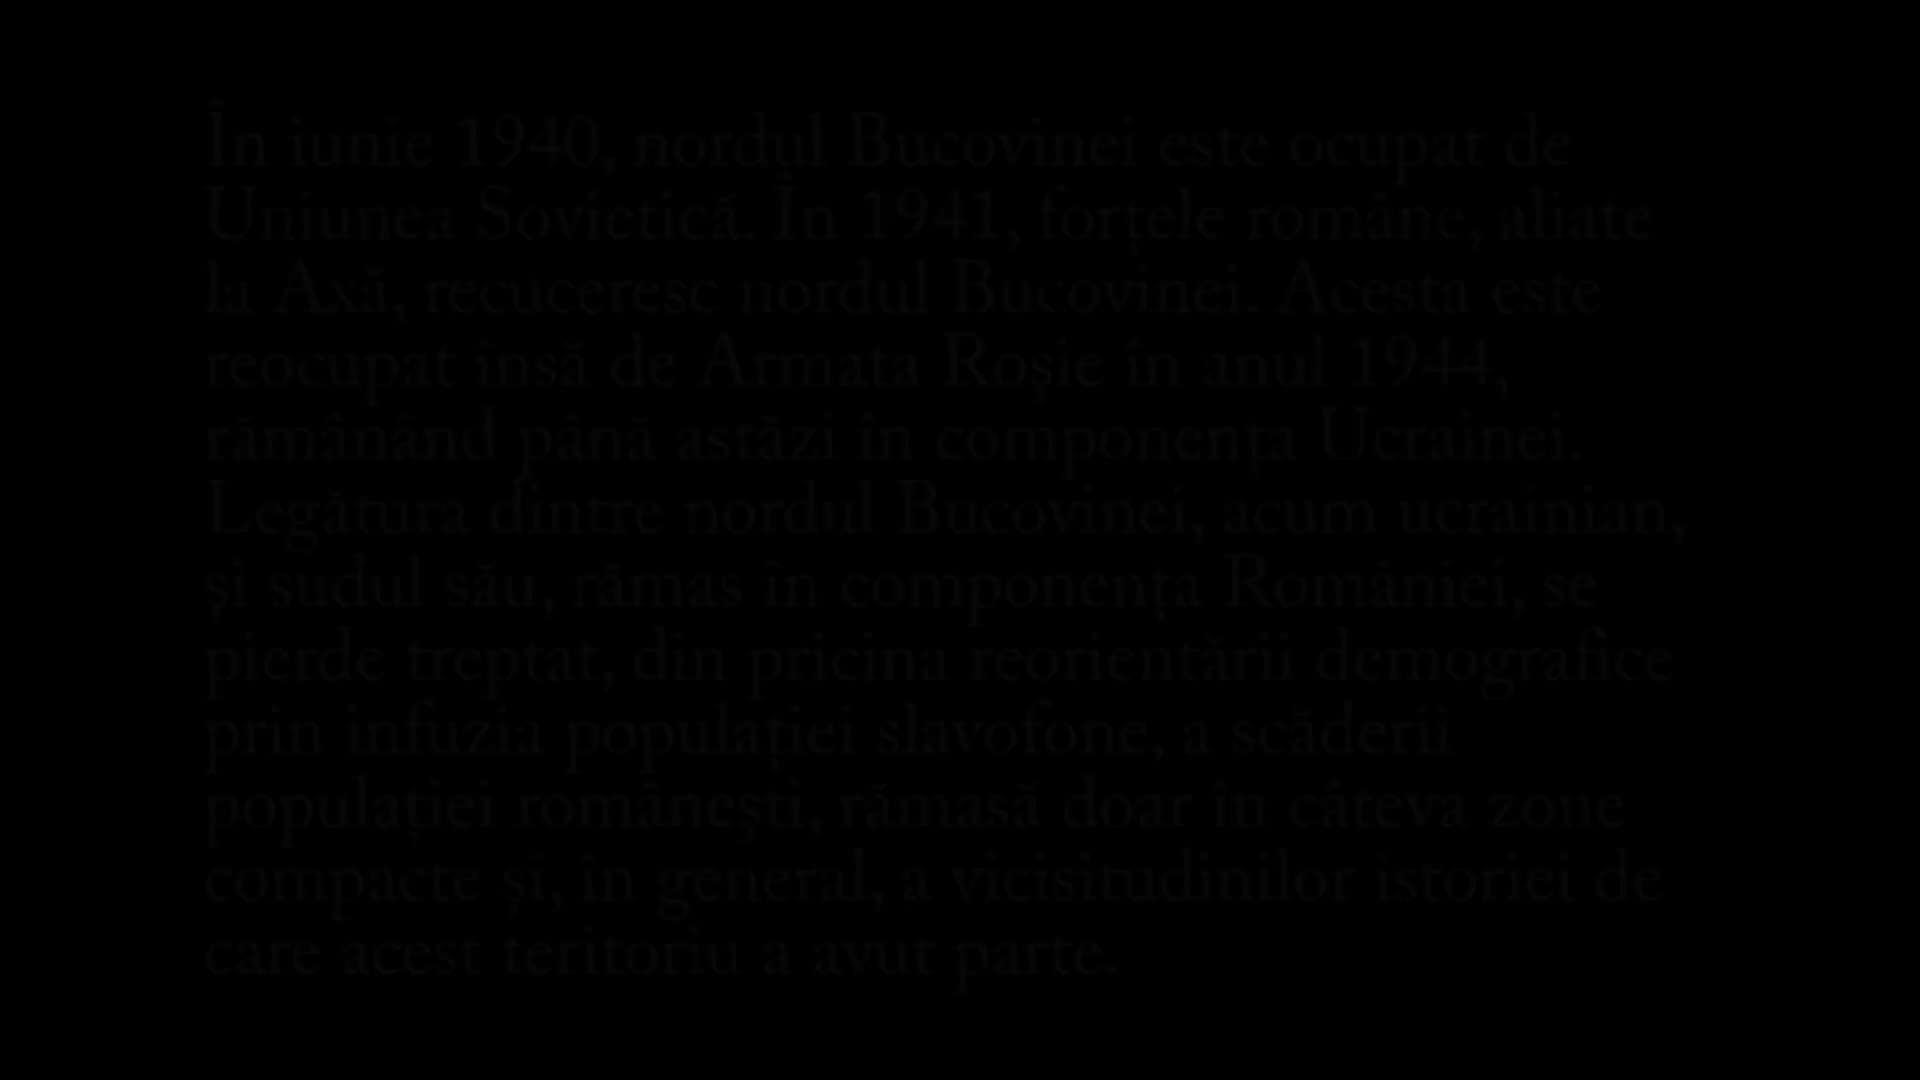 În iunie 1940, nordul Bucovinei este ocupat de
Uniunea Sovietică. În 1941, forțele române, aliate
la Axă, recuceresc nordul Bucovinei. Acesta este
reocupat însă de Armata Roșie în anul 1944,
rămânând până astăzi în componența Ucrainei.
Legătura dintre nordul Bucovinei, acum ucrainian,
și sudul său, rămas în componența României, se
pierde treptat, din pricina reorientării demografice
prin infuzia populației slavofone, a scăderii
populației românești, rămasă doar în câteva zone
compacte și, în general, a vicisitudinilor istoriei de
care acest teritoriu a avut parte.